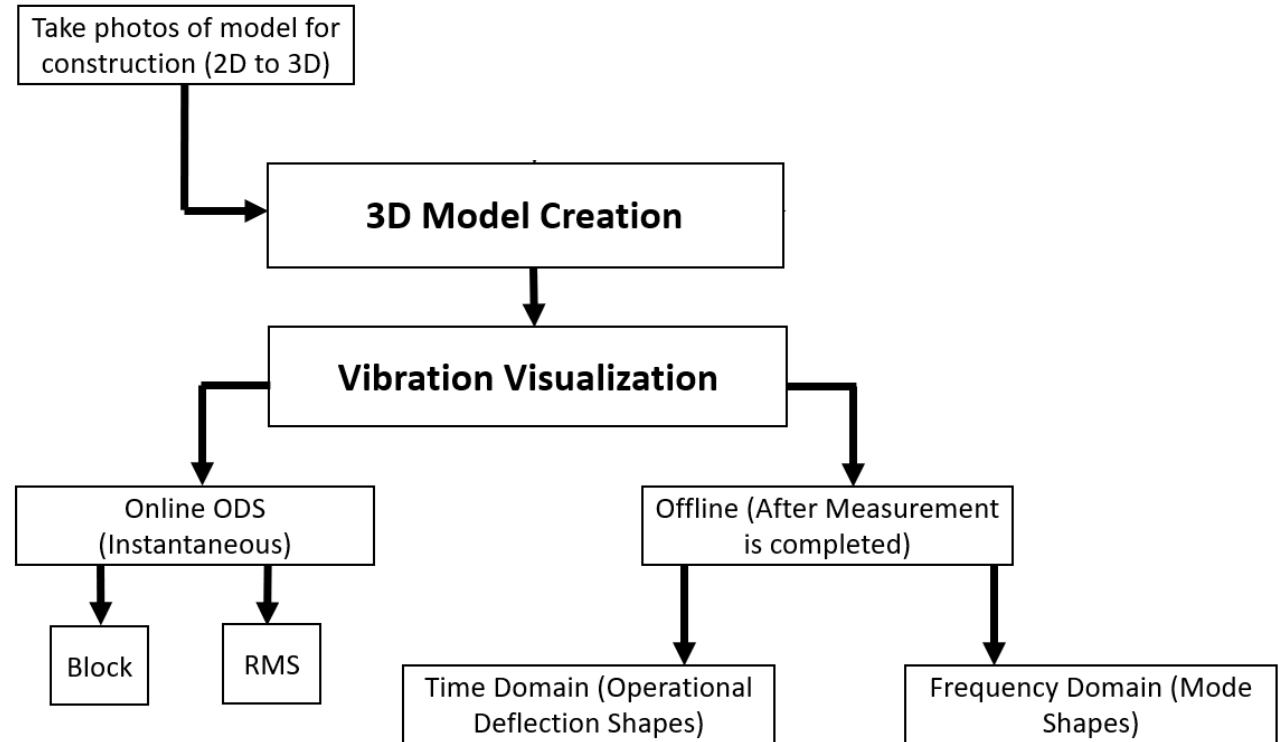 Take photos of model for
construction (2D to 3D)
3D Model Creation
Vibration Visualization
Online ODS
(Instantaneous)
Offline (After Measurement
is completed)
Block
RMS
Time Domain (Operational
Deflection Shapes)
Frequency Domain (Mode
Shapes)